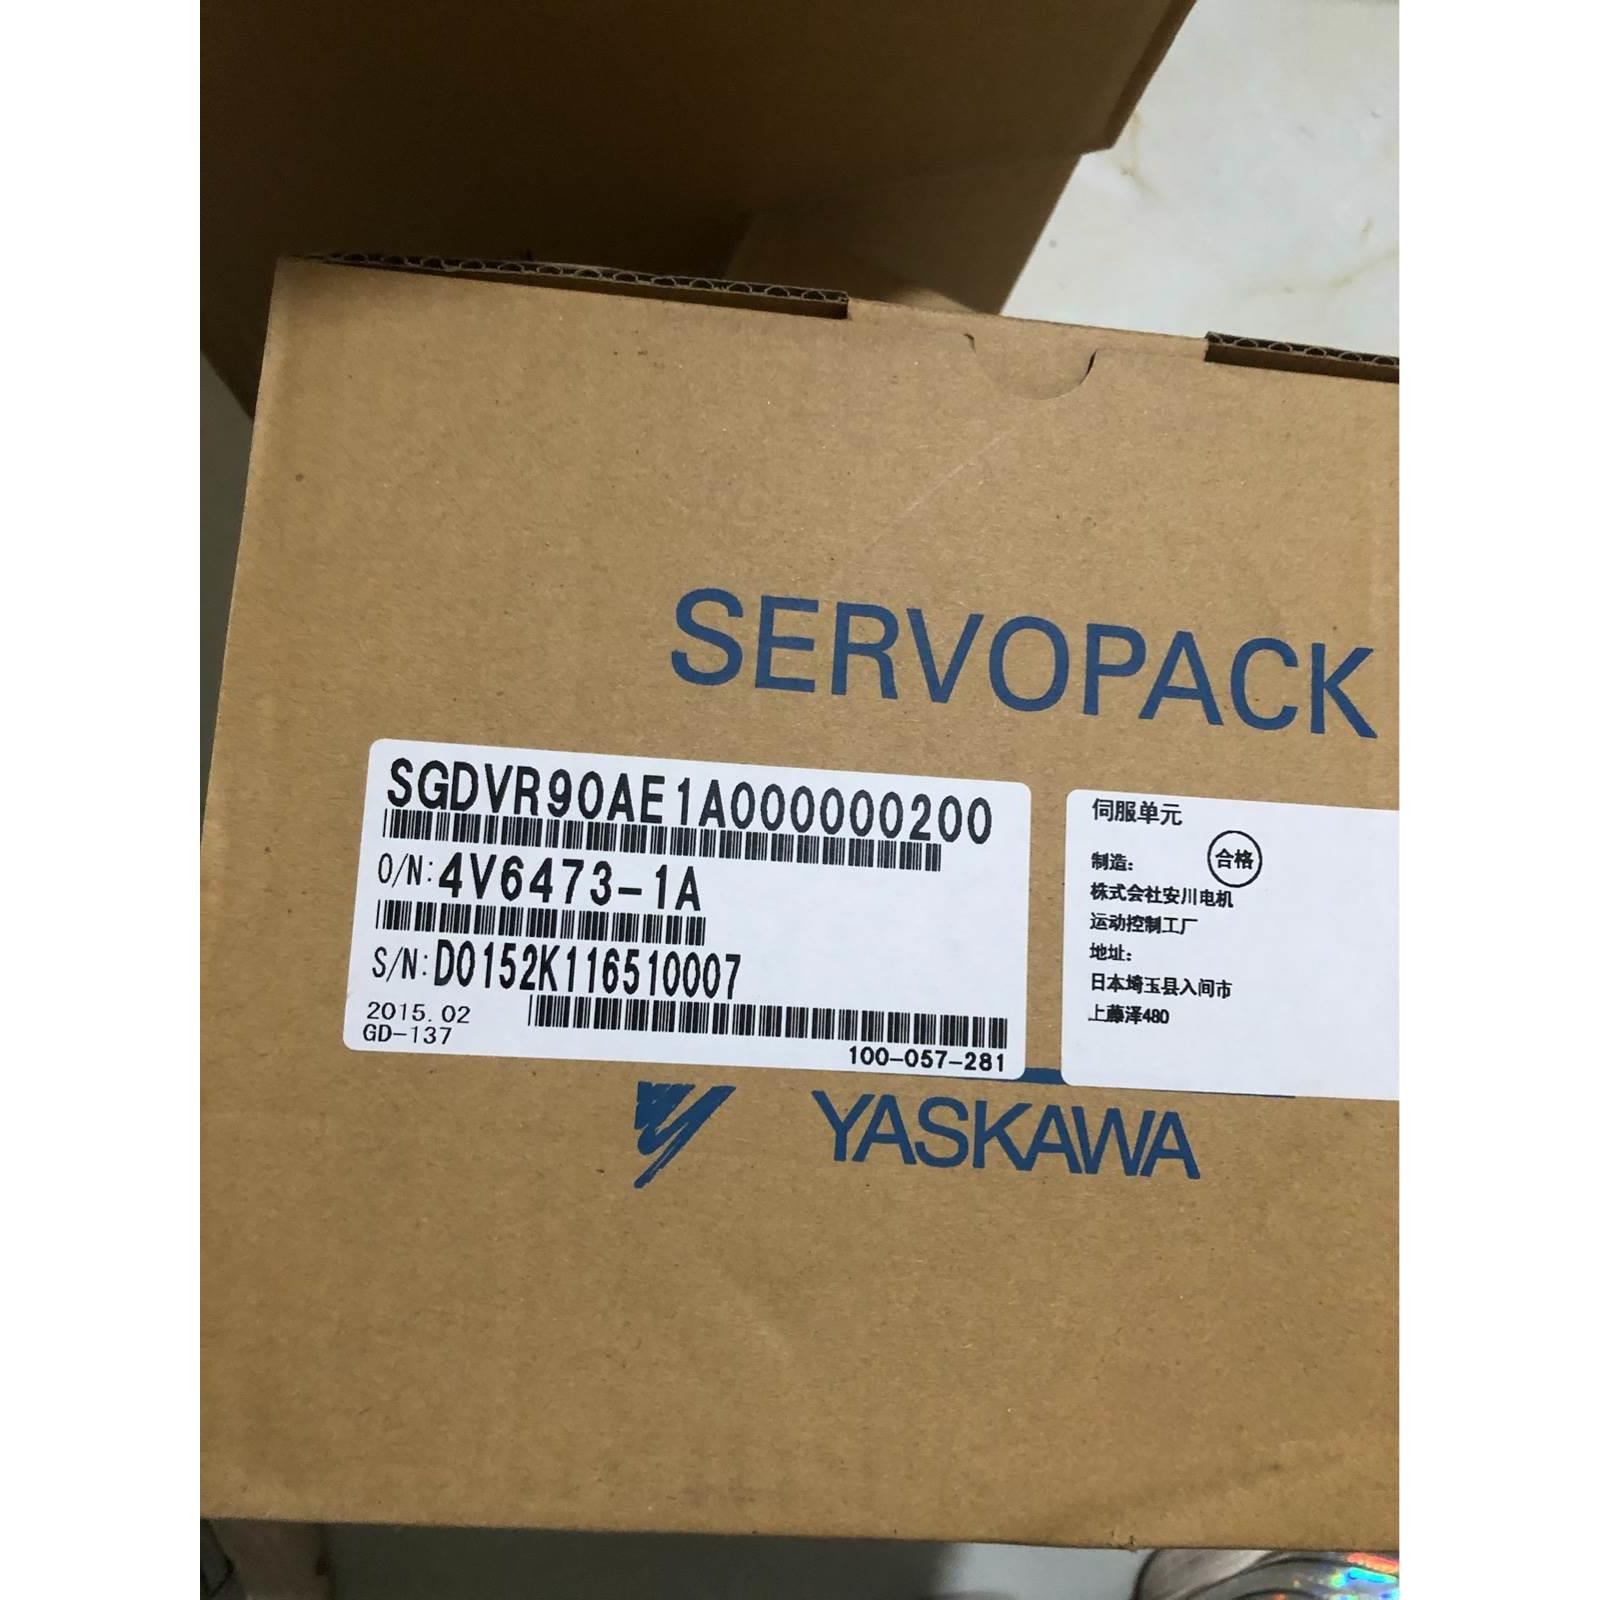 SERVOPACK
SGDVR90AE1A000000200
O/N:4V6473-1A
S/N:D0152K116510007
2015.02
GD-137
100-057-281
伺服单元
合格
制造:
株式会社安川电机
运动控制工厂
地址:
日本埼玉县入间市
上藤泽480
YASKAWA